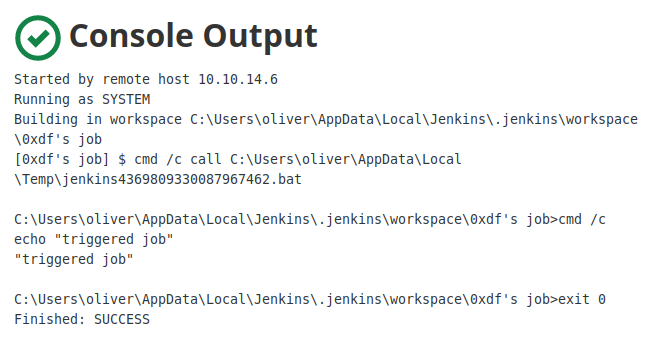 Console Output
Started by remote host 10.10.14.6
Running as SYSTEM
Building in workspace C:\Users\oliver\AppData\Local\Jenkins\.jenkins\workspace
\0xdf's job
[0xdf's job] $ cmd /c call C:\Users\oliver\AppData\Local
\Temp\jenkins4369809330087967462.bat
C:\Users\oliver\AppData\Local\Jenkins\.jenkins\workspace\0xdf's job>cmd /c
echo "triggered job"
"triggered job"
C:\Users\oliver\AppData\Local\Jenkins\.jenkins\workspace\0xdf's job>exit 0
Finished: SUCCESS